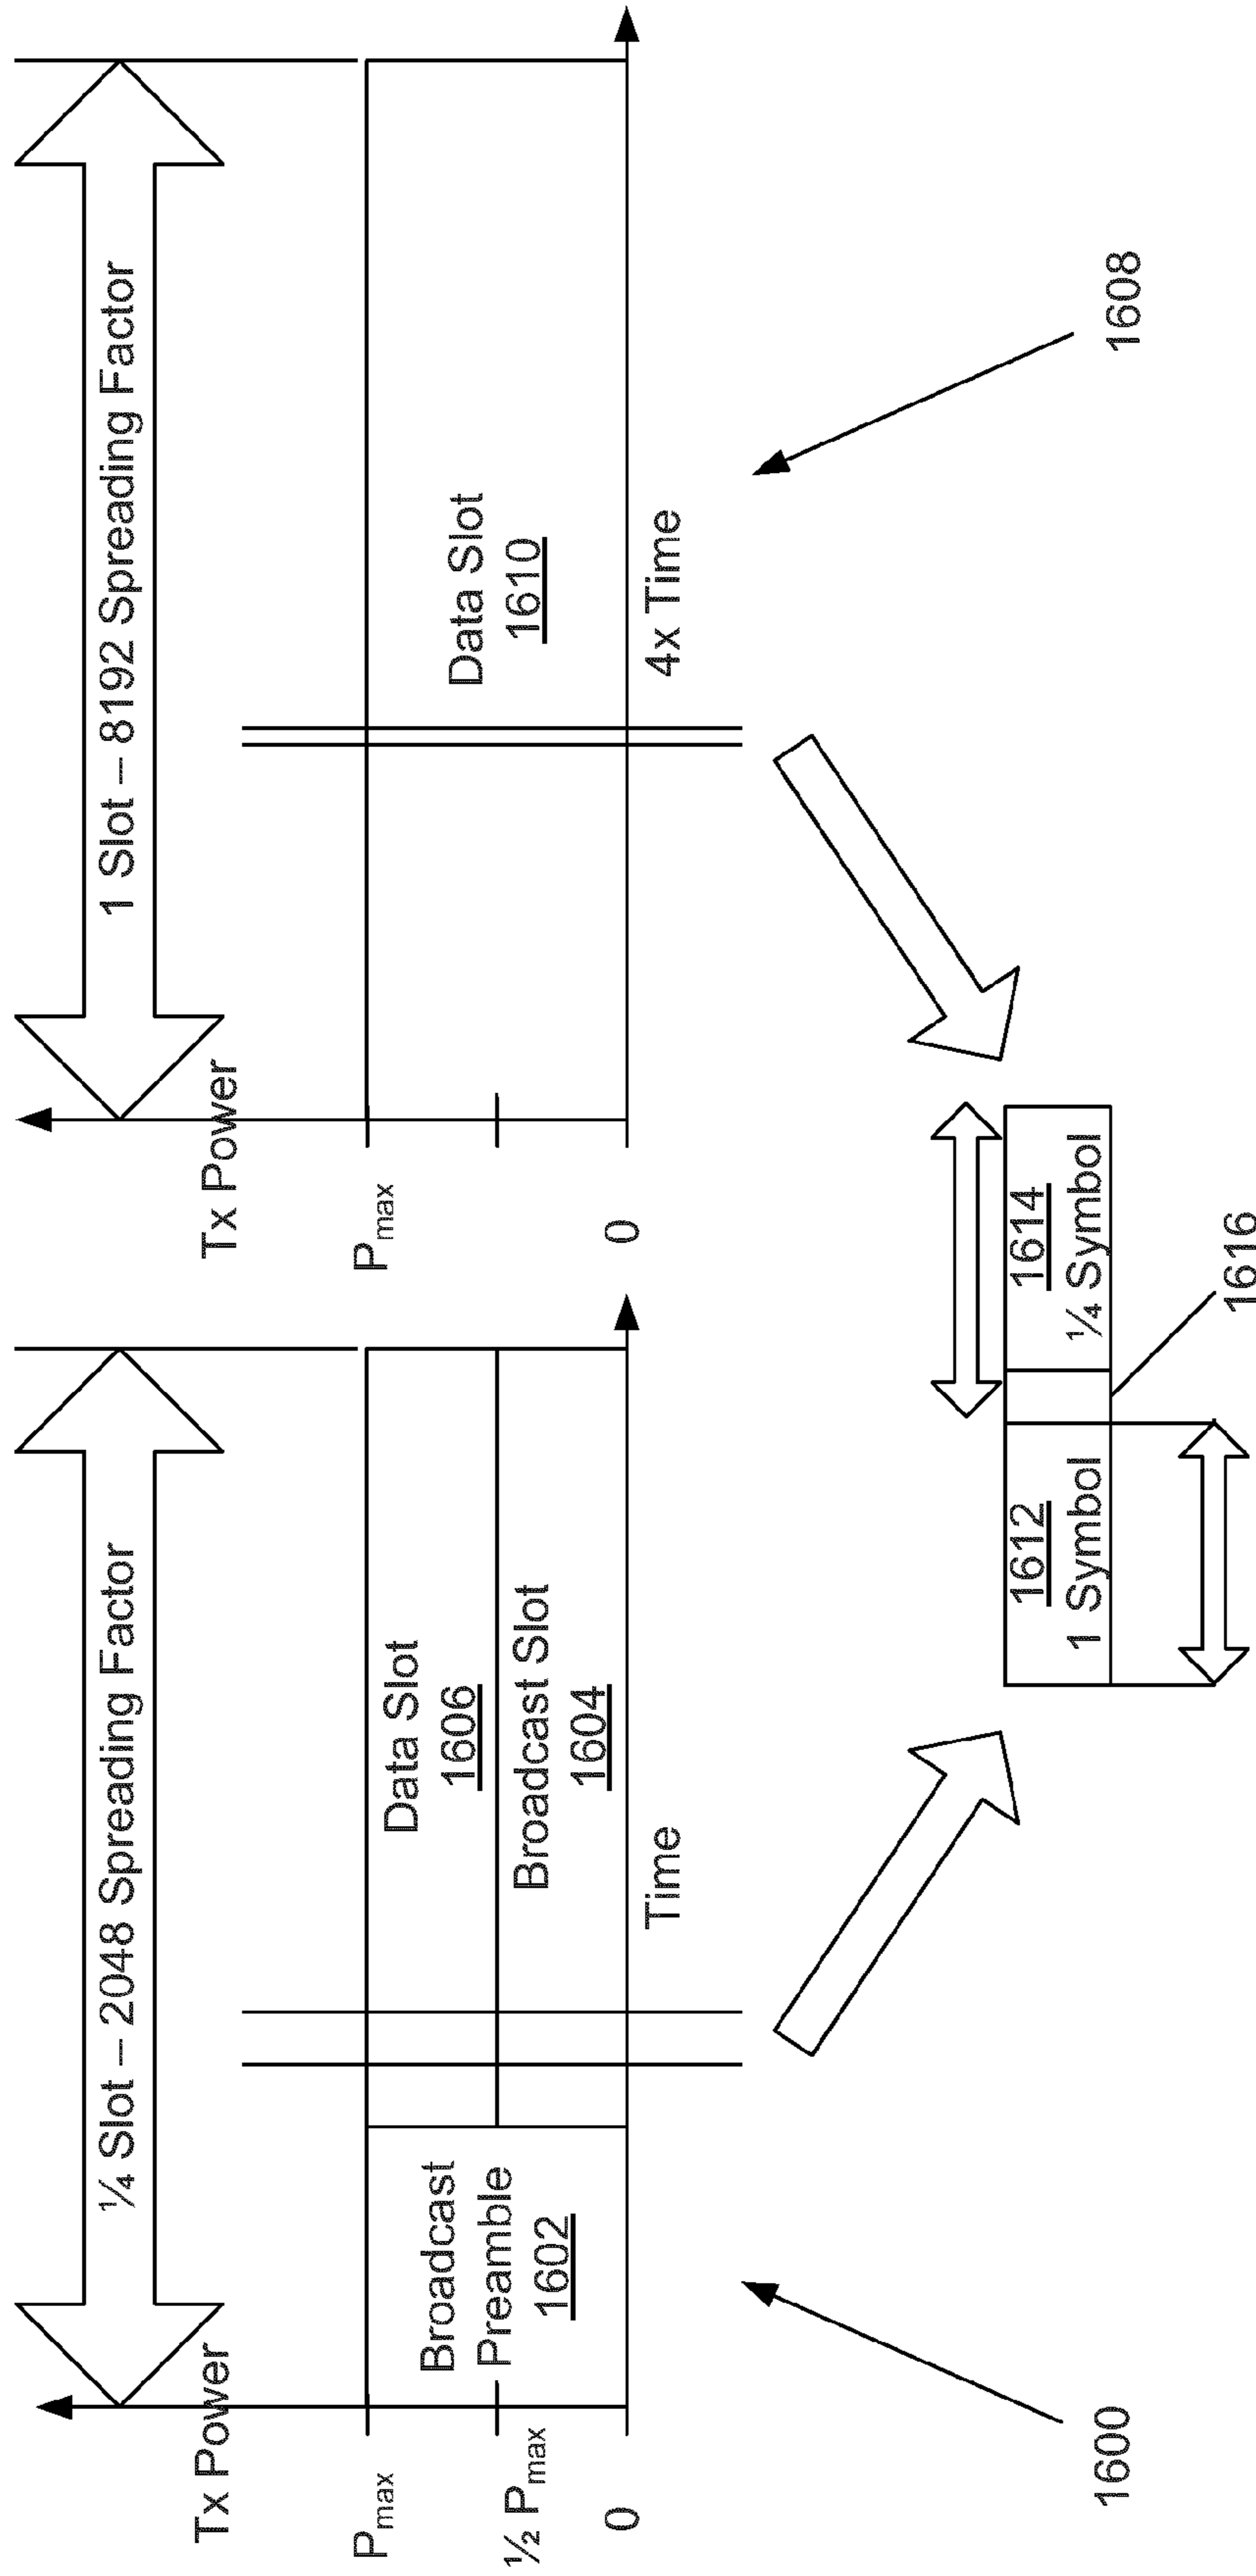 ¼ Slot – 2048 Spreading Factor
Tx Power
P max
½ P max
0
Broadcast
Preamble
1602
Data Slot
1606
Broadcast Slot
1604
Time
1600
1 Slot – 8192 Spreading Factor
Tx Power
P max
0
Data Slot
1610
4x Time
1608
1612
1 Symbol
1614
¼ Symbol
1616